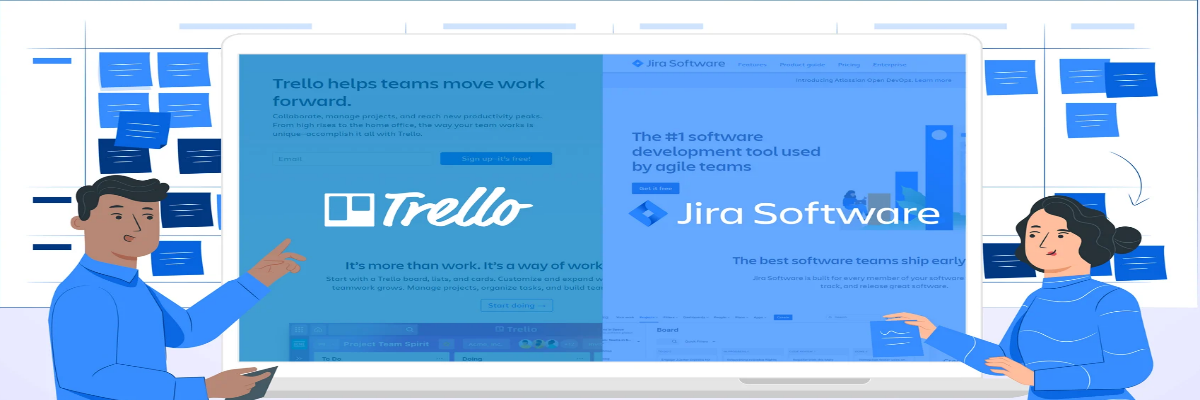 Trello helps teams move work
forward.
Collaborate, manage projects, and reach new productivity peaks.
From high rises to the home office, the way your team works is
unique–accomplish it all with Trello.
Email
Sign up–it's free!
Trello
It's more than work. It's a way of work
Start with a Trello board, lists, and cards. Customize and expand w
teamwork grows. Manage projects, organize tasks, and build tea
Start doing →
Trello
Project Team Spirit
To Do
Doing
Jira Software
Features
Product guide
Pricing
Enterprise
Introducing Atlassian Open DevOps. Learn more
The #1 software
development tool used
by agile teams
Get it free
Jira Software
The best software teams ship early
Jira Software is built for every member of your software
track, and release great software.
Board